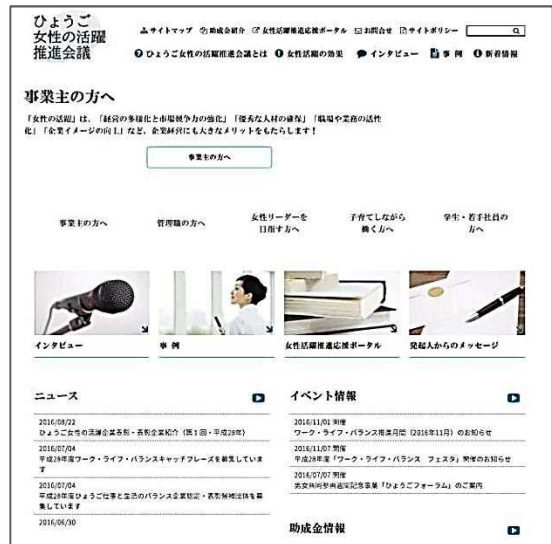 ひょうご
女性の活躍
推進会議
サイトマップ 助成金紹介 女性活躍推進応援ポータル お問合せ サイトポリシー
ひょうご女性の活躍推進会議とは 女性活躍の効果 インタビュー 事 例 新着情報
事業主の方へ
「女性の活躍」は、「経営の多様化と市場競争力の強化」「優秀な人材の確保」「職場や業務の活性
化」「企業イメージの向上」など、企業経営にも大きなメリットをもたらします！
事業主の方へ
事業主の方へ 管理職の方へ 女性リーダーを 子育てしながら 学生・若手社員の
目指す方へ 働く方へ 方へ
インタビュー 事 例 女性活躍推進応援ポータル 発起人からのメッセージ
ニュース イベント情報
2016/08/22
ひょうご女性の活躍企業表彰・表彰企業紹介（第1回・平成28年）
2016/07/04
平成28年度ワーク・ライフ・バランスキャッチフレーズを募集していま
す
2016/07/04
平成28年度ひょうご仕事と生活のバランス企業認定・表彰候補団体を募
集しています
2016/06/30
2016/11/01 開催
ワーク・ライフ・バランス推進月間（2016年11月）のお知らせ
2016/11/07 開催
平成28年度「ワーク・ライフ・バランス フェスタ」開催のお知らせ
2016/07/07 開催
男女共同参画週間記念事業「ひょうごフォーラム」のご案内
助成金情報